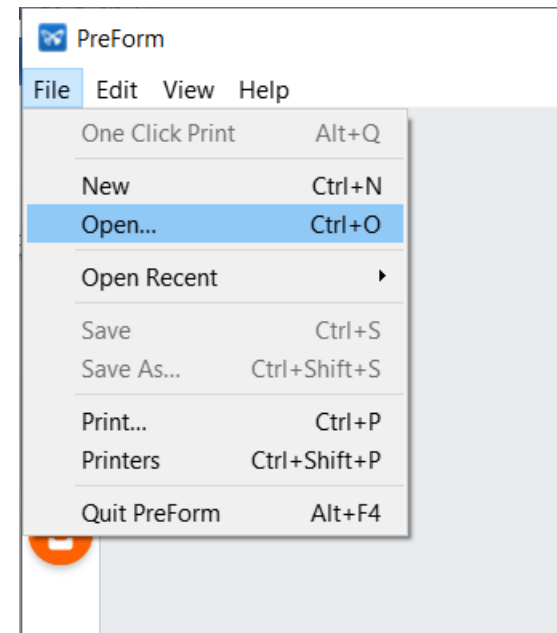 PreForm
File Edit View Help
One Click Print Alt+Q
New Ctrl+N
Open... Ctrl+O
Open Recent
Save Ctrl+S
Save As... Ctrl+Shift+S
Print... Ctrl+P
Printers Ctrl+Shift+P
Quit PreForm Alt+F4